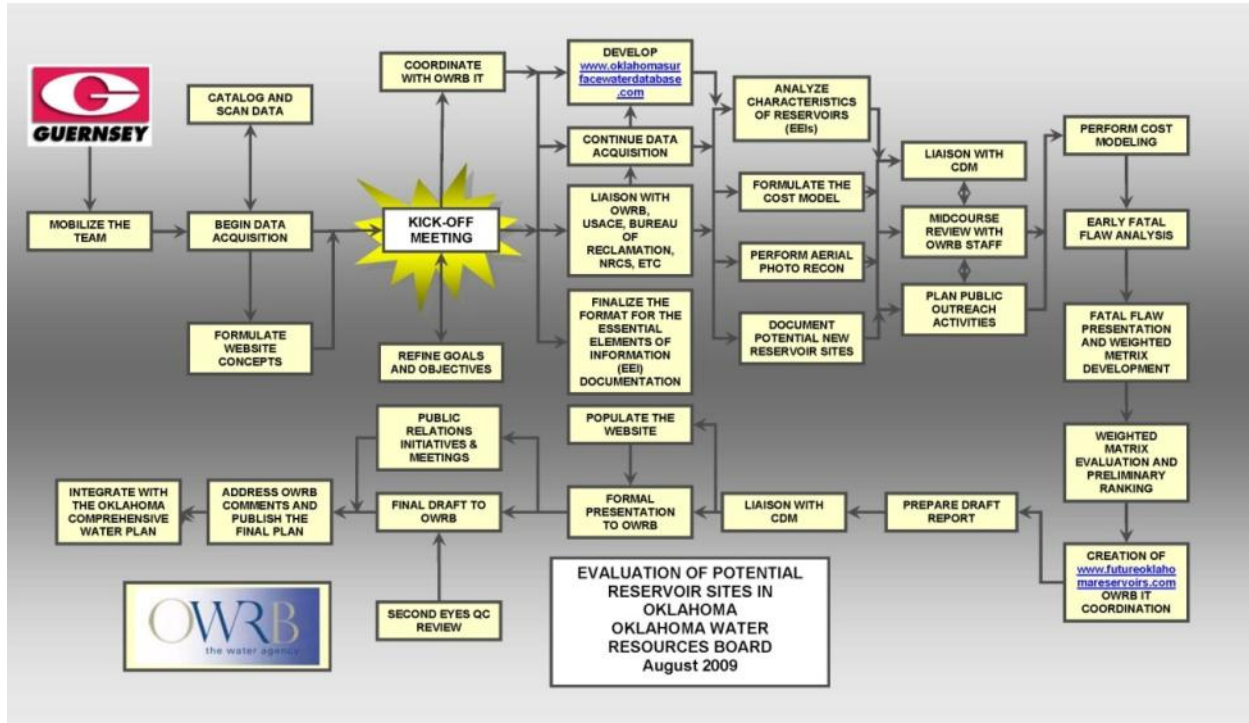 GUERNSEY
MOBILIZE THE
TEAM
CATALOG AND
SCAN DATA
BEGIN DATA
ACQUISITION
FORMULATE
WEBSITE
CONCEPTS
COORDINATE
WITH OWRB IT
KICK-OFF
MEETING
REFINE GOALS
AND OBJECTIVES
DEVELOP
www.oklahomasur
facewaterdatabase
.com
CONTINUE DATA
ACQUISITION
LIAISON WITH
OWRB,
USACE, BUREAU
OF
RECLAMATION,
NRCS, ETC
FINALIZE THE
FORMAT FOR THE
ESSENTIAL
ELEMENTS OF
INFORMATION
(EEI)
DOCUMENTATION
ANALYZE
CHARACTERISTICS
OF RESERVOIRS
(EEIs)
FORMULATE THE
COST MODEL
PERFORM AERIAL
PHOTO RECON
DOCUMENT
POTENTIAL NEW
RESERVOIR SITES
LIAISON WITH
CDM
MIDCOURSE
REVIEW WITH
OWRB STAFF
PLAN PUBLIC
OUTREACH
ACTIVITIES
PERFORM COST
MODELING
EARLY FATAL
FLAW ANALYSIS
FATAL FLAW
PRESENTATION
AND WEIGHTED
METRIX
DEVELOPMENT
WEIGHTED
MATRIX
EVALUATION AND
PRELIMINARY
RANKING
CREATION OF
www.futureoklaho
mareservoirs.com
OWRB IT
COORDINATION
PREPARE DRAFT
REPORT
LIAISON WITH
CDM
POPULATE THE
WEBSITE
FORMAL
PRESENTATION
TO OWRB
PUBLIC
RELATIONS
INITIATIVES &
MEETINGS
FINAL DRAFT TO
OWRB
SECOND EYES QC
REVIEW
ADDRESS OWRB
COMMENTS AND
PUBLISH THE
FINAL PLAN
INTEGRATE WITH
THE OKLAHOMA
COMPREHENSIVE
WATER PLAN
OWRB
the water agency
EVALUATION OF POTENTIAL
RESERVOIR SITES IN
OKLAHOMA
OKLAHOMA WATER
RESOURCES BOARD
August 2009